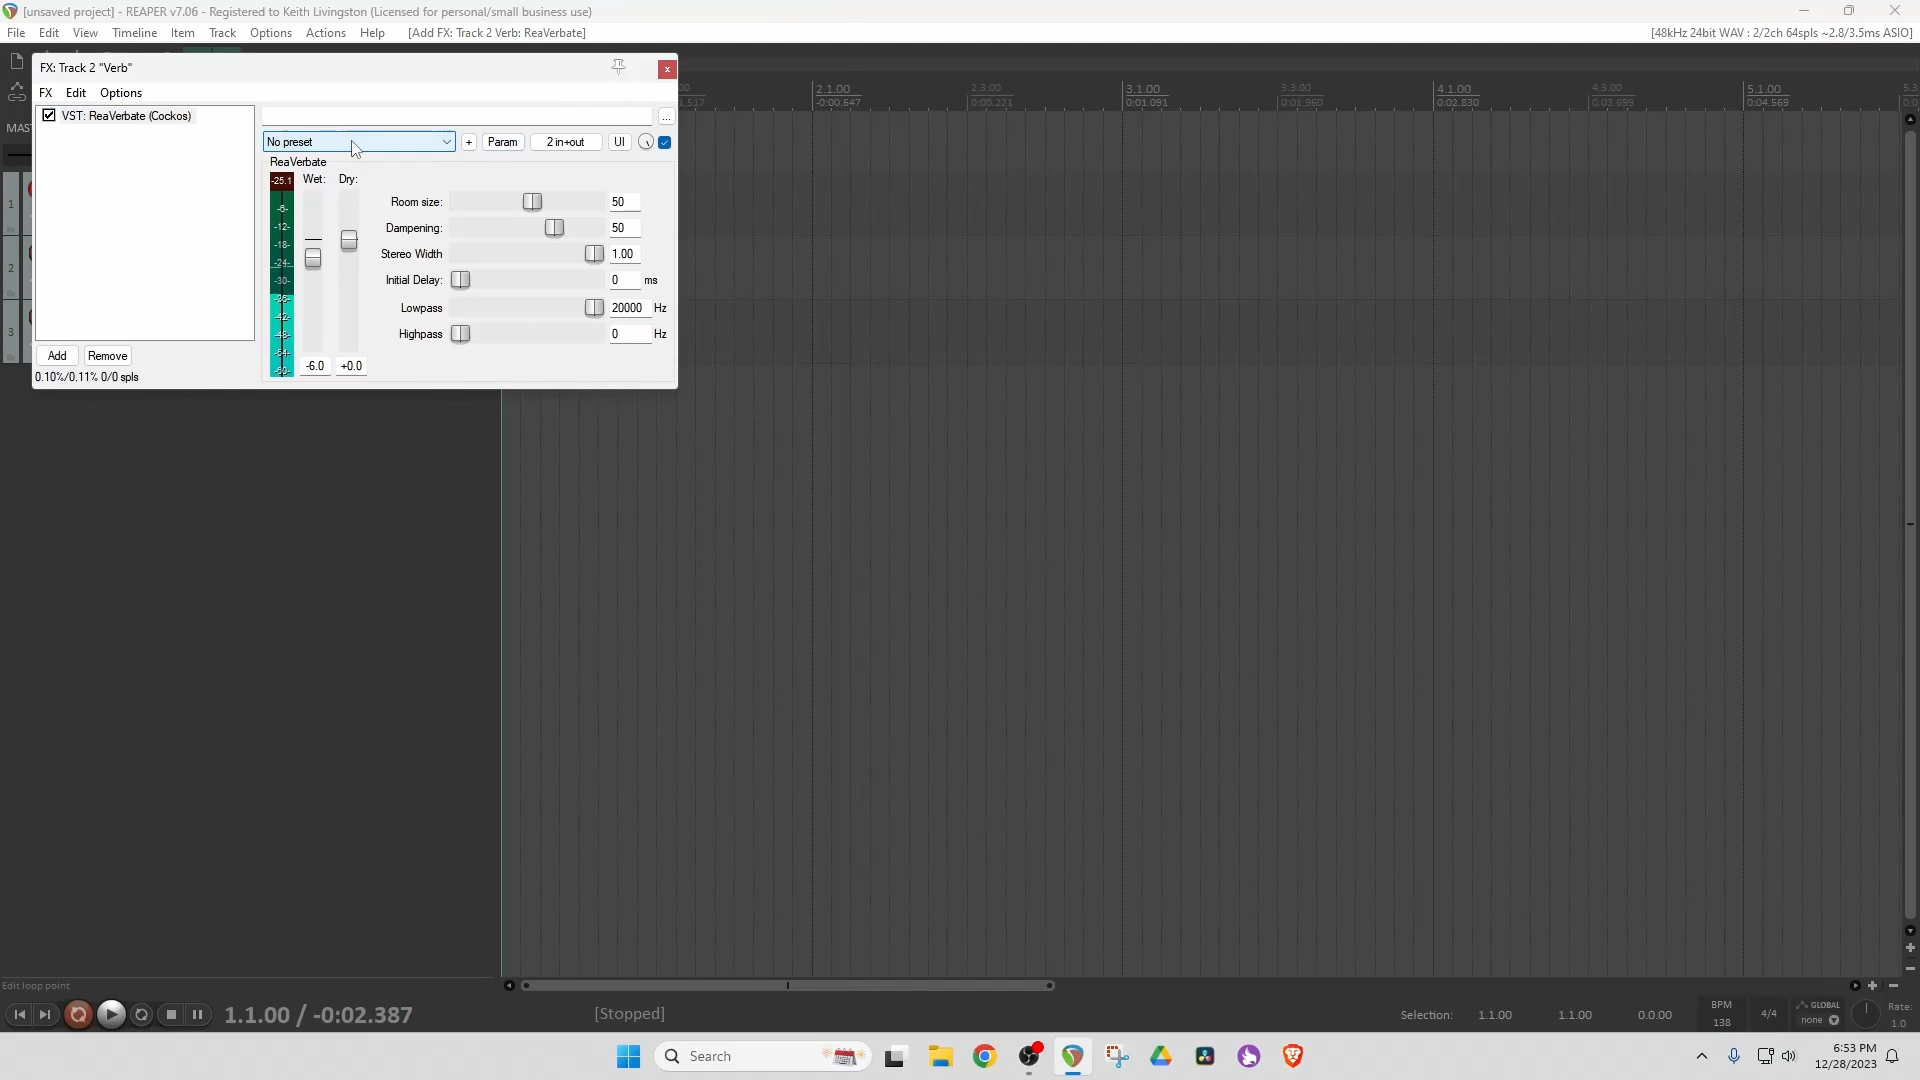 [unsaved project] - REAPER v7.06 - Registered to Keith Livingston (Licensed for personal/small business use)
File Edit View Timeline Item Track Options Actions Help [Add FX: Track 2 Verb: ReaVerbate]
[48kHz 24bit WAV : 2/2ch 64spls ~2.8/3.5ms ASIO]
FX: Track 2 "Verb"
x
FX Edit Options
2.1.00 2.3.00 3.1.00 3.3.00 4.1.00 4.3.00 5.1.00 5.3
-0:00.647 0:00.221 0:01.091 0:01.960 0:02.830 0:03.699 0:04.569
VST: ReaVerbate (Cockos)
...
MAS
No preset + Param 2 in+out UI
ReaVerbate
-25.1 Wet: Dry:
Room size: 50
Dampening: 50
Stereo Width 1.00
Initial Delay: 0 ms
Lowpass 20000 Hz
Highpass 0 Hz
-6-
-12-
-18-
-24-
-30-
1
2
3
-6.0 +0.0
Add Remove
0.10%/0.11% 0/0 spls
Edit loop point
1.1.00 / -0:02.387
[Stopped]
Selection: 1.1.00 1.1.00 0.0.00
BPM
138
4/4
GLOBAL
none
Rate:
1.0
Search
6:53 PM
12/28/2023